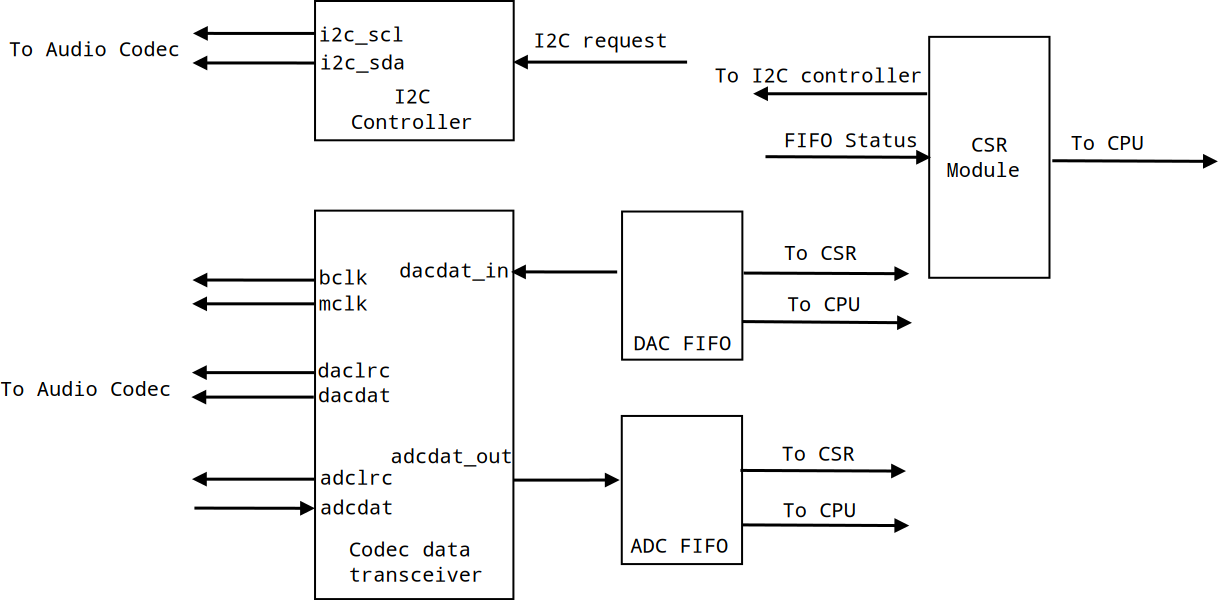 To Audio Codec
i2c_scl
i2c_sda
I2C
Controller
I2C request
To I2C controller
FIFO Status
CSR
Module
To CPU
To Audio Codec
bclk
mclk
daclrc
dacdat
adclrc
adcdat
dacdat_in
adcdat_out
Codec data
transceiver
DAC FIFO
To CSR
To CPU
ADC FIFO
To CSR
To CPU